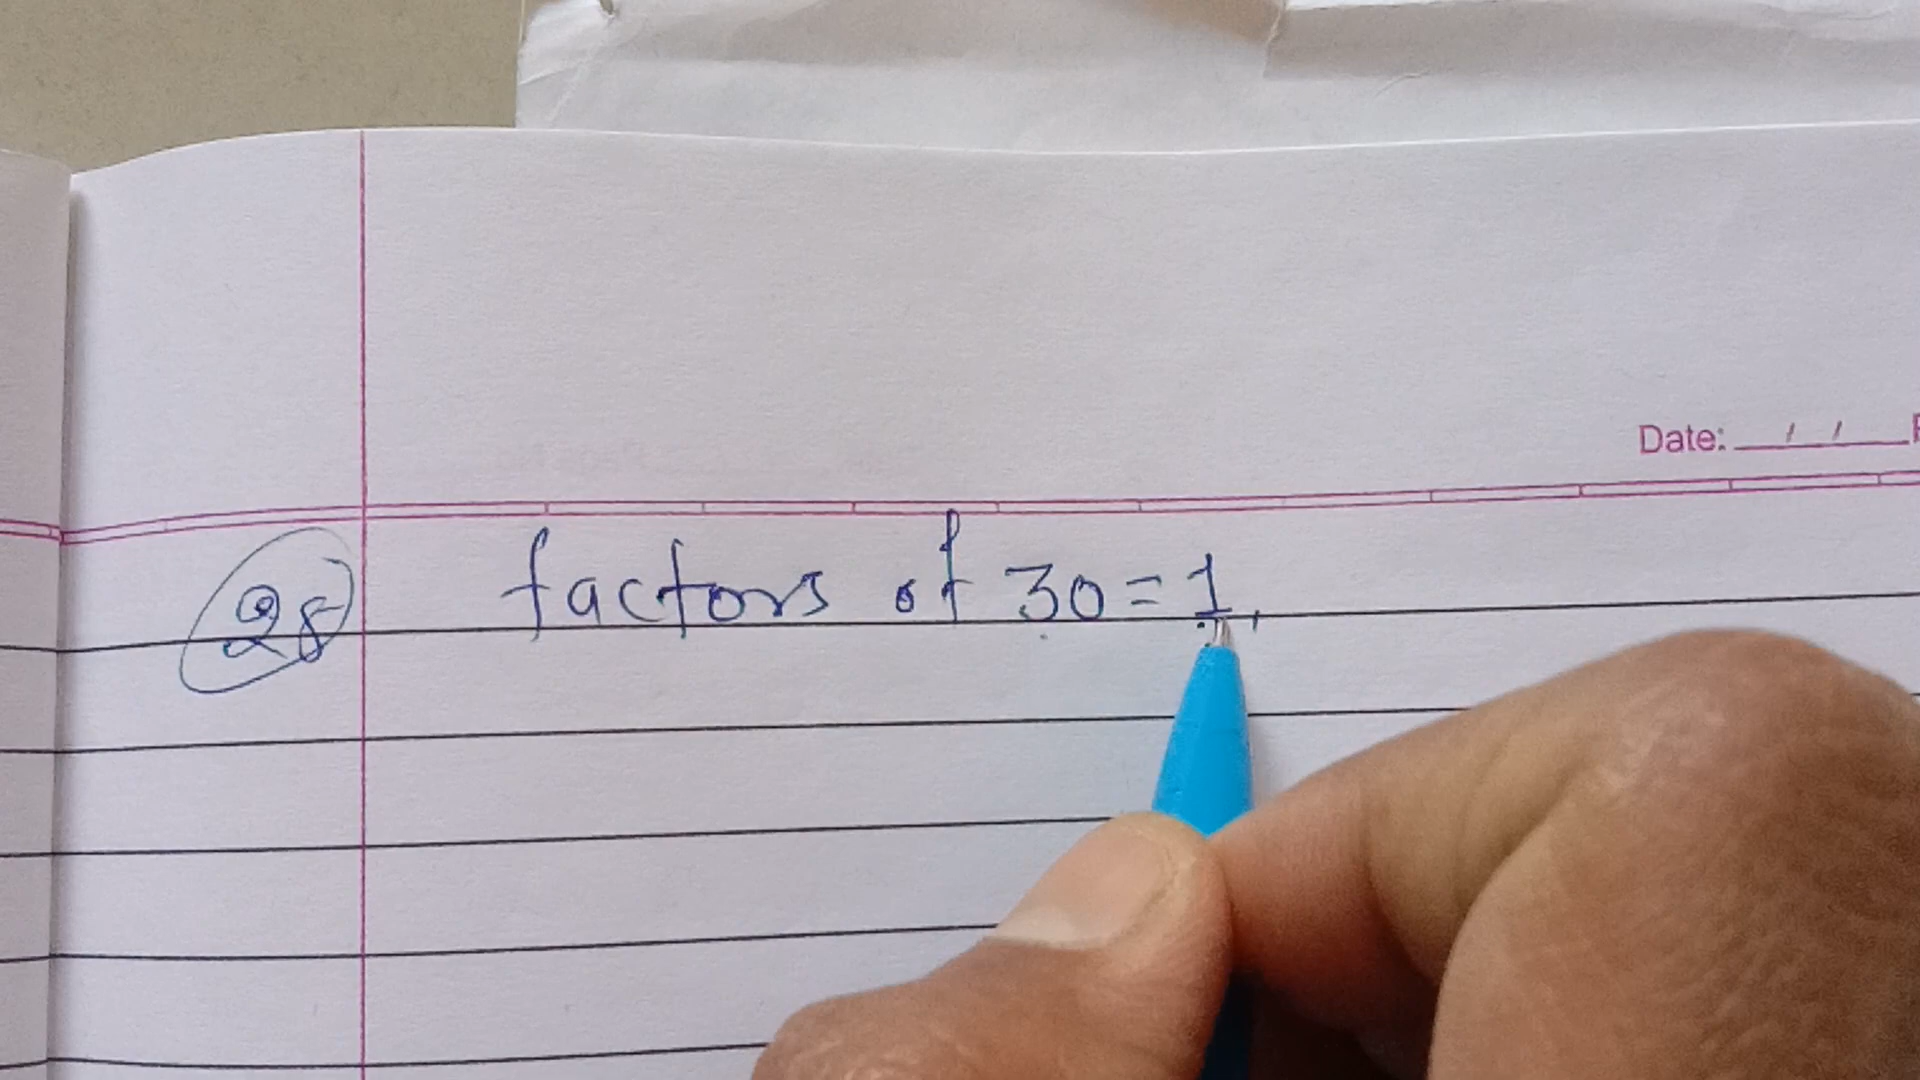 Date: / /
28 factors of 30 = 1,